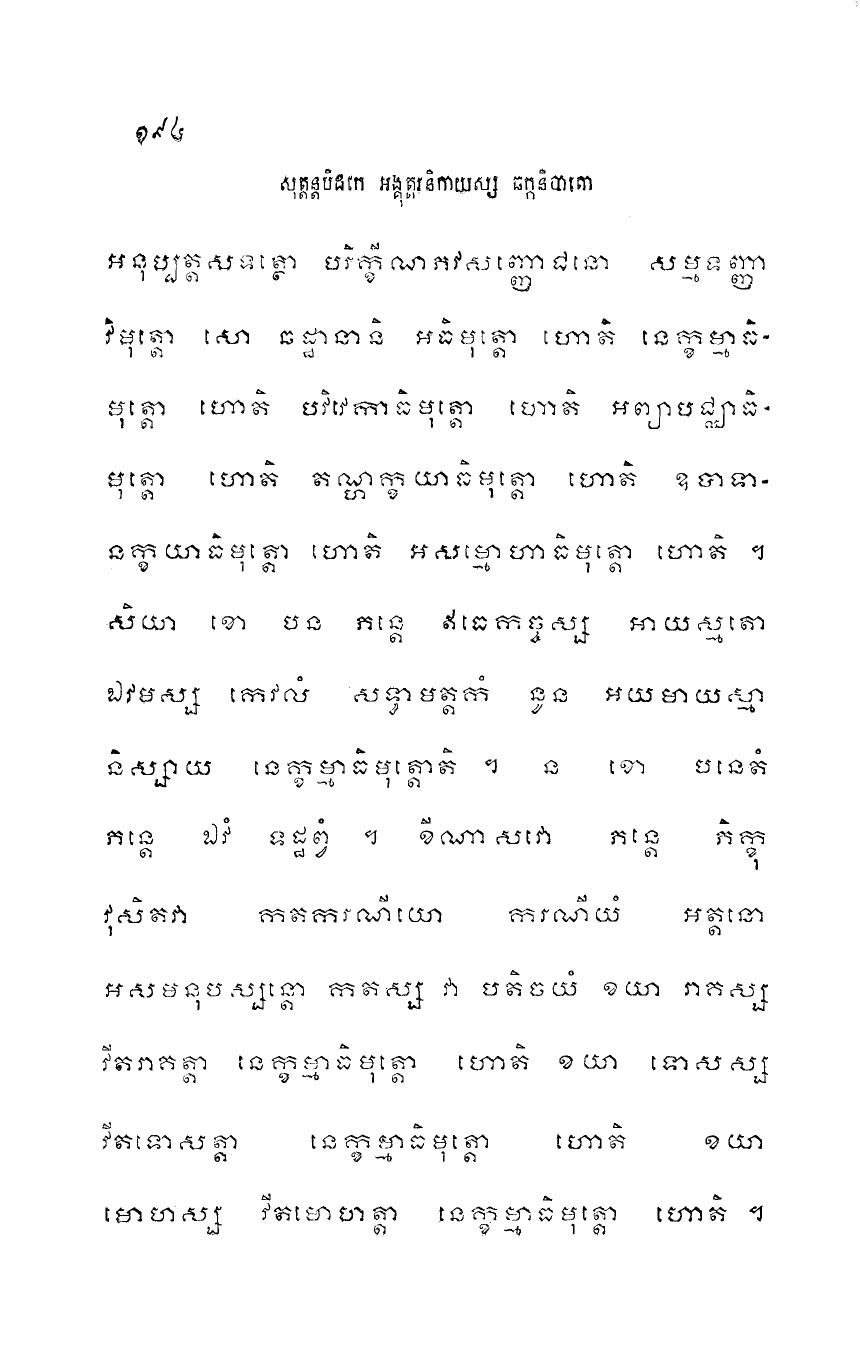 ១៩៤
សុត្តន្តបិដកេ អង្គុត្តរនិកាយស្ស ឆក្កនិបាតោ
អនុប្បត្តសទត្ថោ បរិក្ខីណភវសញ្ញោជនោ សម្មទញ្ញា
វិមុត្តោ សោ ឆដ្ឋានានិ អធិមុត្តោ ហោតិ នេក្ខម្មាធិ-
មុត្តោ ហោតិ បវិវេកាធិមុត្តោ ហោតិ អព្យាបជ្ឈាធិ-
មុត្តោ ហោតិ តណ្ហក្ខយាធិមុត្តោ ហោតិ ឧបាទា-
នក្ខយាធិមុត្តោ ហោតិ អសម្មោហាធិមុត្តោ ហោតិ ។
សិយា ខោ បន ភន្តេ ឥធេកច្ចស្ស អាយស្មតោ
ឯវមស្ស កេវលំ សទ្ធាមត្តកំ នូន អយមាយស្មា
និស្សាយ នេក្ខម្មាធិមុត្តោតិ ។ ន ខោ បនេតំ
ភន្តេ ឯវំ ទដ្ឋព្វំ ។ ខីណាសវោ ភន្តេ ភិក្ខុ
វុសិតវា កតករណីយោ ករណីយំ អត្តនោ
អសមនុបស្សន្តោ កតស្ស វា បតិចយំ ខយា រាគស្ស
វីតរាគត្តា នេក្ខម្មាធិមុត្តោ ហោតិ ខយា ទោសស្ស
វីតទោសត្តា នេក្ខម្មាធិមុត្តោ ហោតិ ខយា
មោហស្ស វីតមោហត្តា នេក្ខម្មាធិមុត្តោ ហោតិ ។